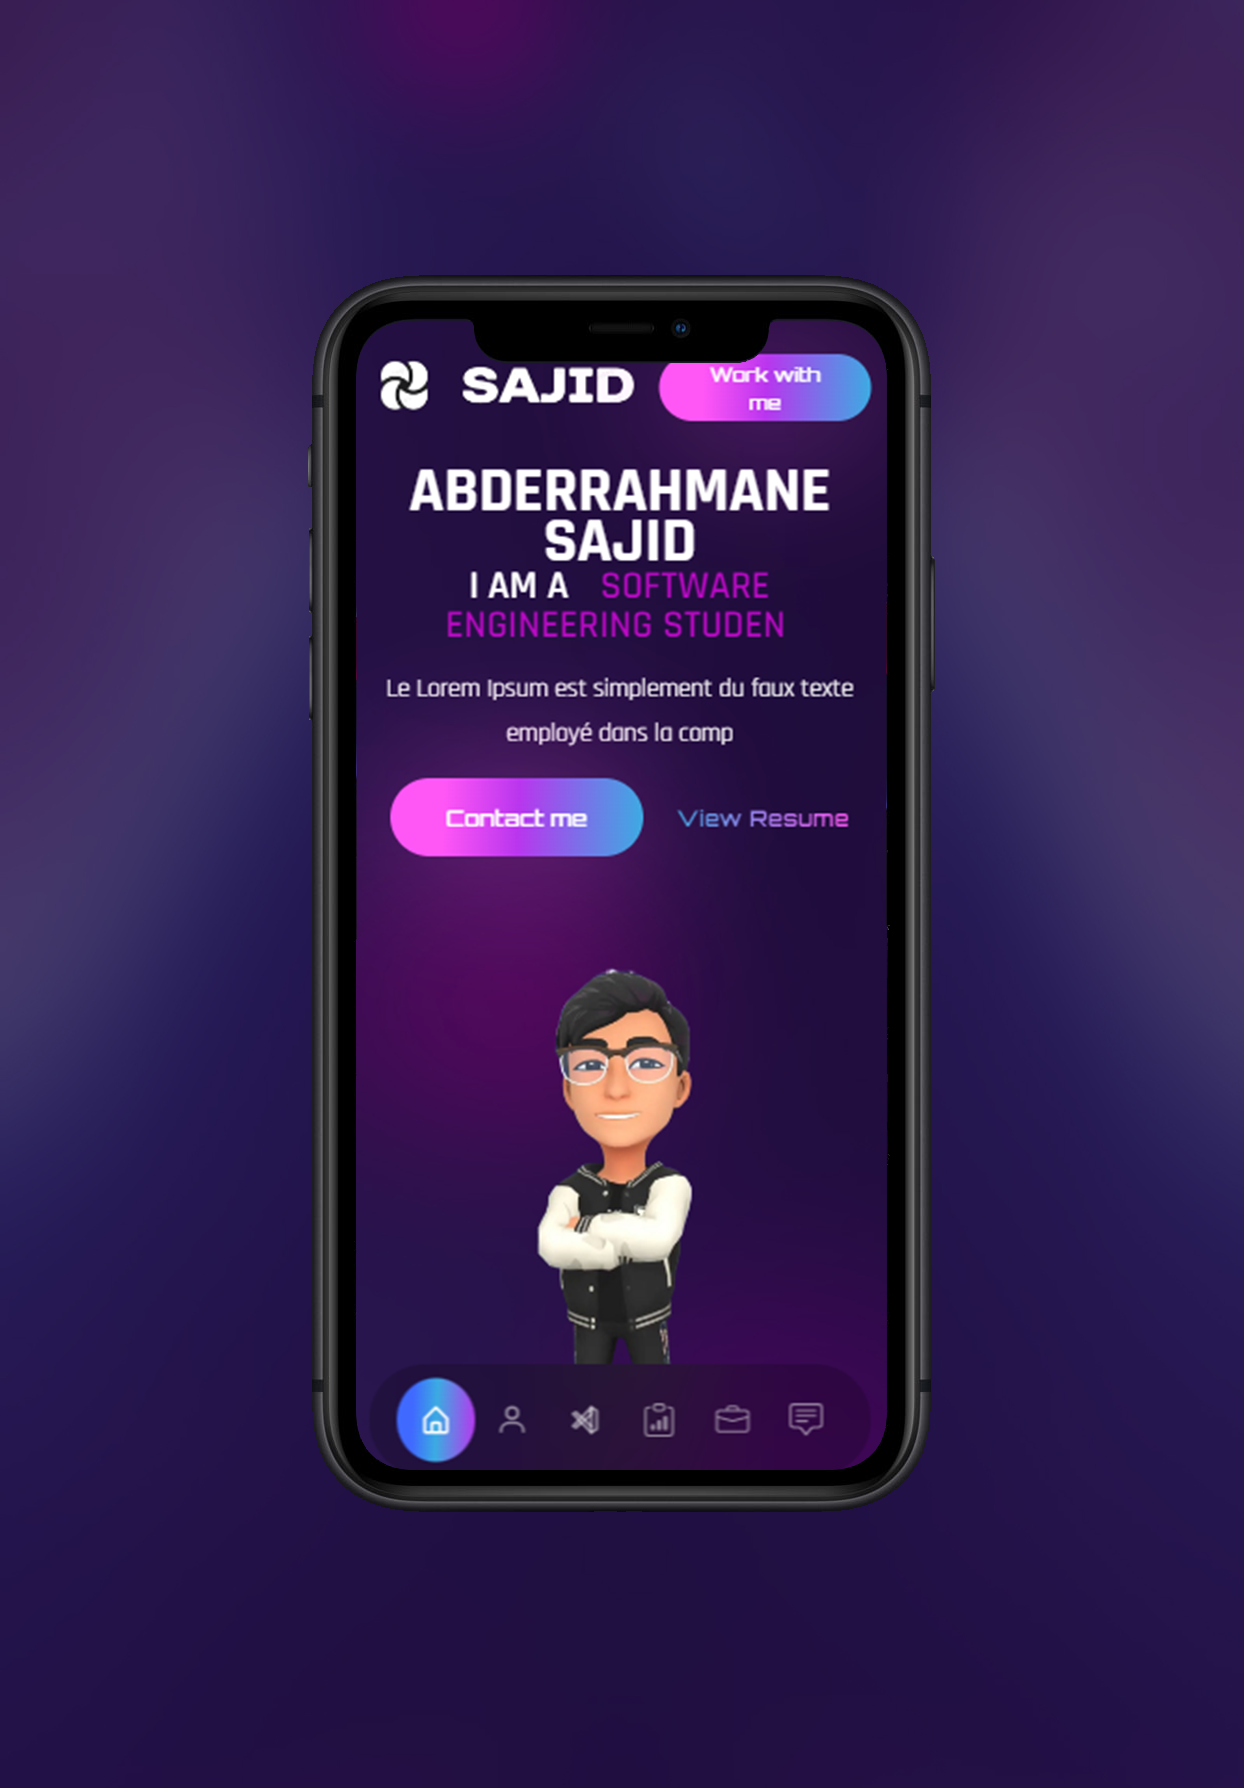 SAJID
Work with
me
ABDERRAHMANE
SAJID
I AM A SOFTWARE
ENGINEERING STUDEN
Le Lorem Ipsum est simplement du faux texte
employé dans la comp
Contact me
View Resume